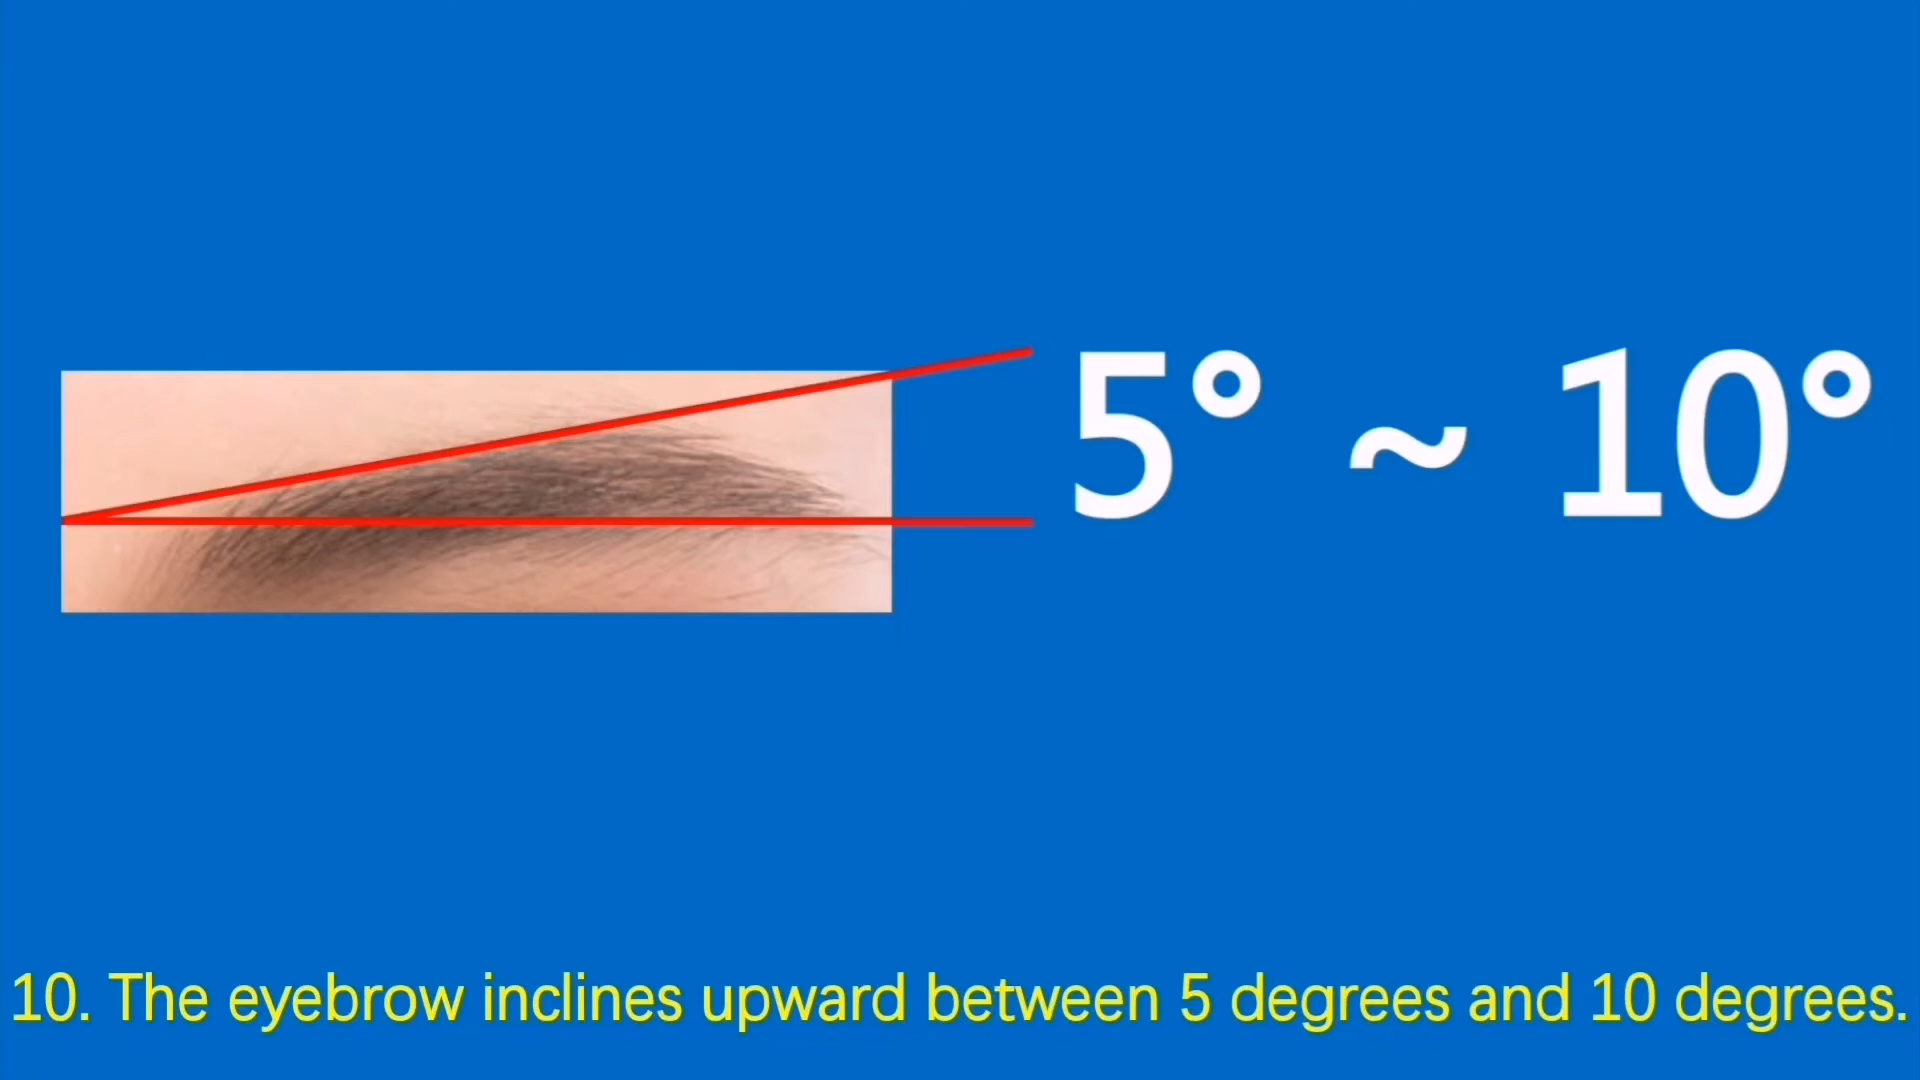 5° ~ 10°
10. The eyebrow inclines upward between 5 degrees and 10 degrees.